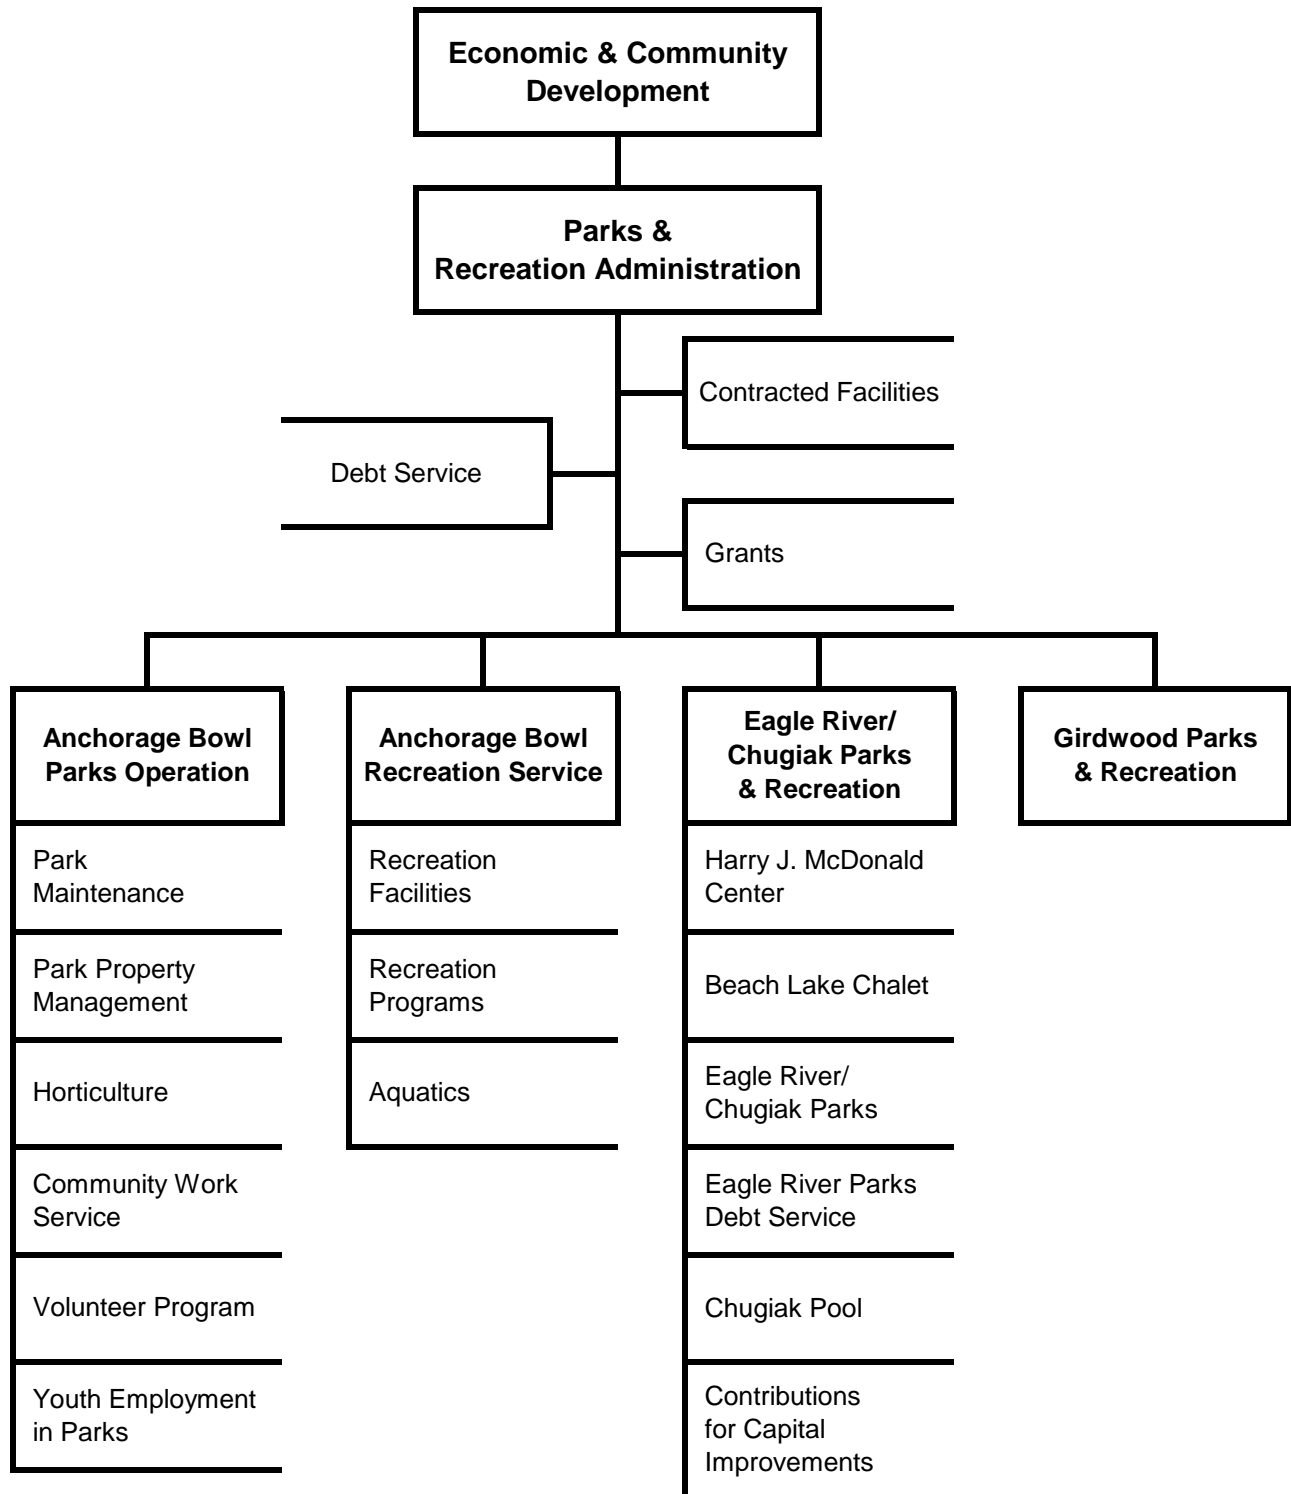 Economic & Community
Development
Parks &
Recreation Administration
Contracted Facilities
Debt Service
Grants
Anchorage Bowl
Parks Operation
Anchorage Bowl
Recreation Service
Eagle River/
Chugiak Parks
& Recreation
Girdwood Parks
& Recreation
Park
Maintenance
Park Property
Management
Horticulture
Community Work
Service
Volunteer Program
Youth Employment
in Parks
Recreation
Facilities
Recreation
Programs
Aquatics
Harry J. McDonald
Center
Beach Lake Chalet
Eagle River/
Chugiak Parks
Eagle River Parks
Debt Service
Chugiak Pool
Contributions
for Capital
Improvements